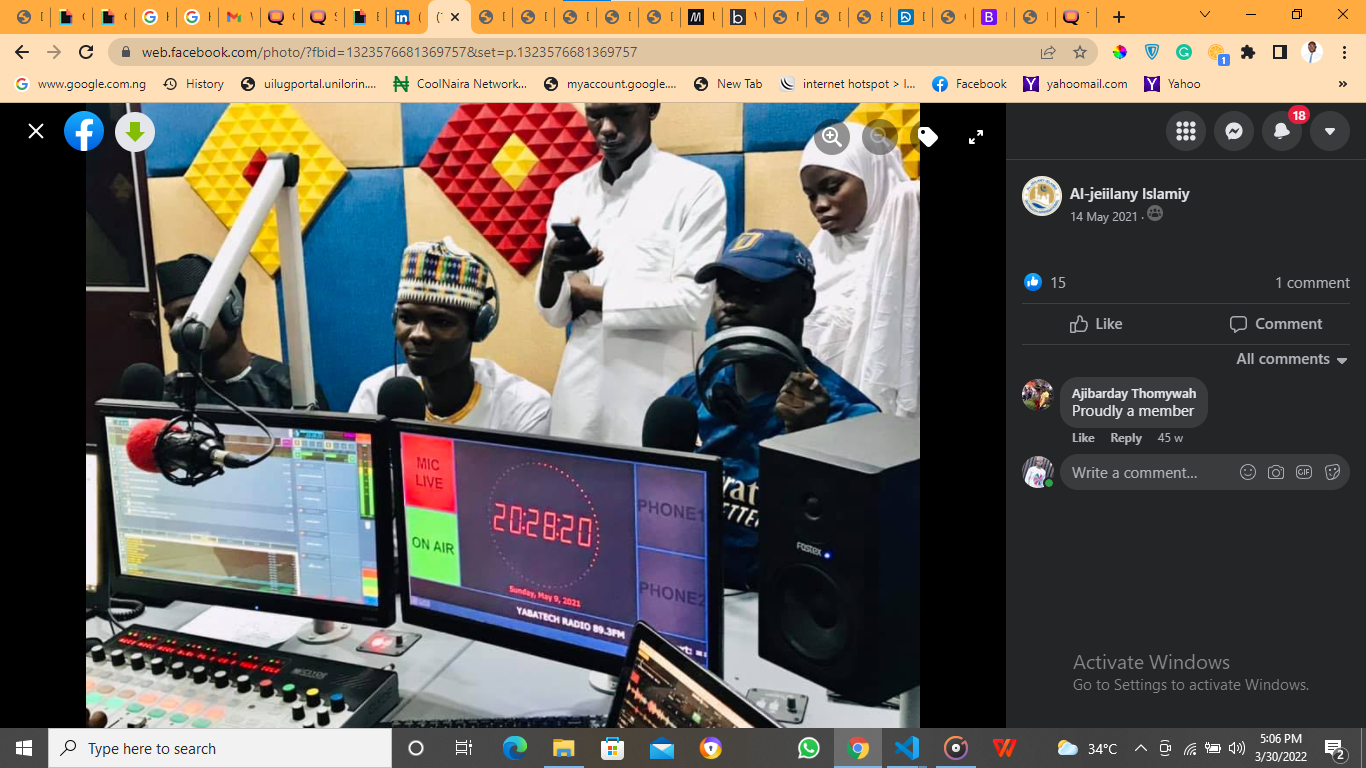 web.facebook.com/photo/?fbid=1323576681369757&set=p.1323576681369757
1
www.google.com.ng
History
uilugportal.unilorin....
CoolNaira Network...
myaccount.google....
New Tab
internet hotspot > I...
Facebook
yahoomail.com
Yahoo
»
18
Al-jeiilany Islamiy
14 May 2021 ·
15
1 comment
Like
Comment
All comments
Ajibarday Thomywah
Proudly a member
Like Reply 45 w
Write a comment...
GIF
MIC
LIVE
ON AIR
20:28:20
Sunday, May 9, 2021
YABATECH RADIO 89.3FM
PHONE1
PHONE2
Fostex
Activate Windows
Go to Settings to activate Windows.
Type here to search
34°C
5:06 PM
3/30/2022
2